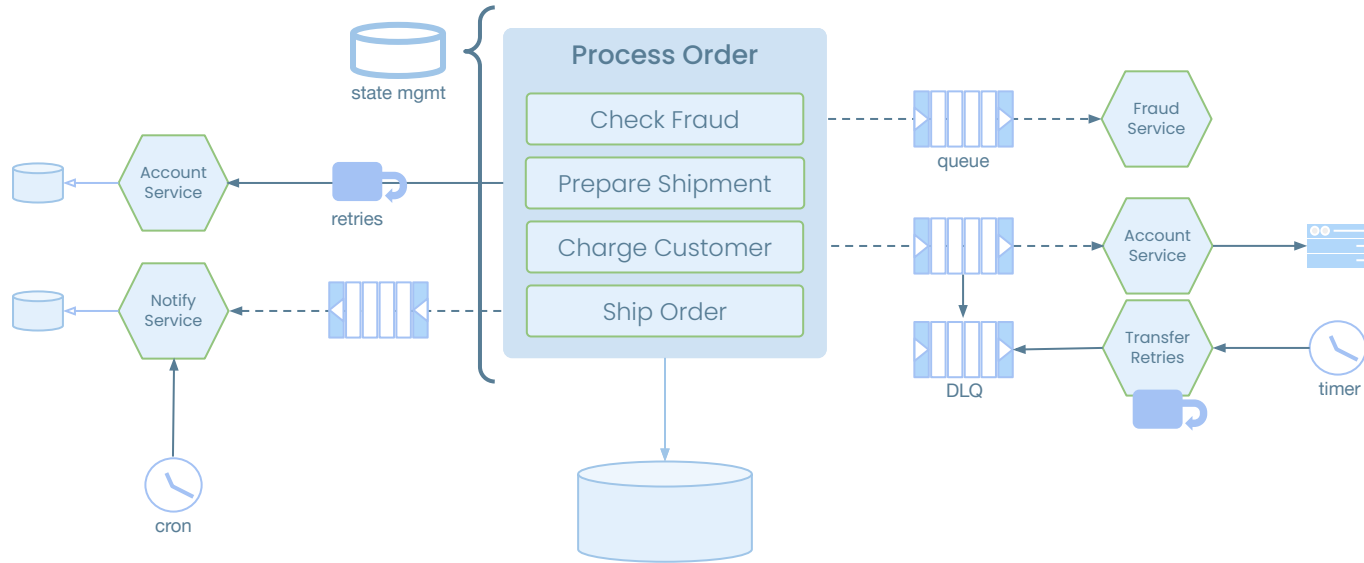 Process Order
state mgmt
Check Fraud
Prepare Shipment
Charge Customer
Ship Order
Account
Service
retries
Notify
Service
cron
queue
Fraud
Service
Account
Service
DLQ
Transfer
Retries
timer